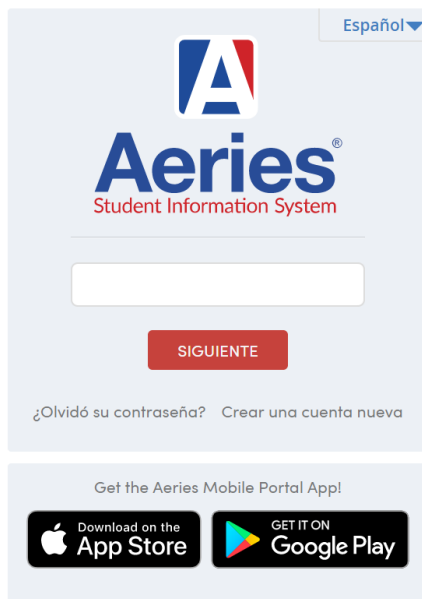 Español
A
Aeries®
Student Information System
SIGUIENTE
¿Olvidó su contraseña? Crear una cuenta nueva
Get the Aeries Mobile Portal App!
Download on the
App Store
GET IT ON
Google Play